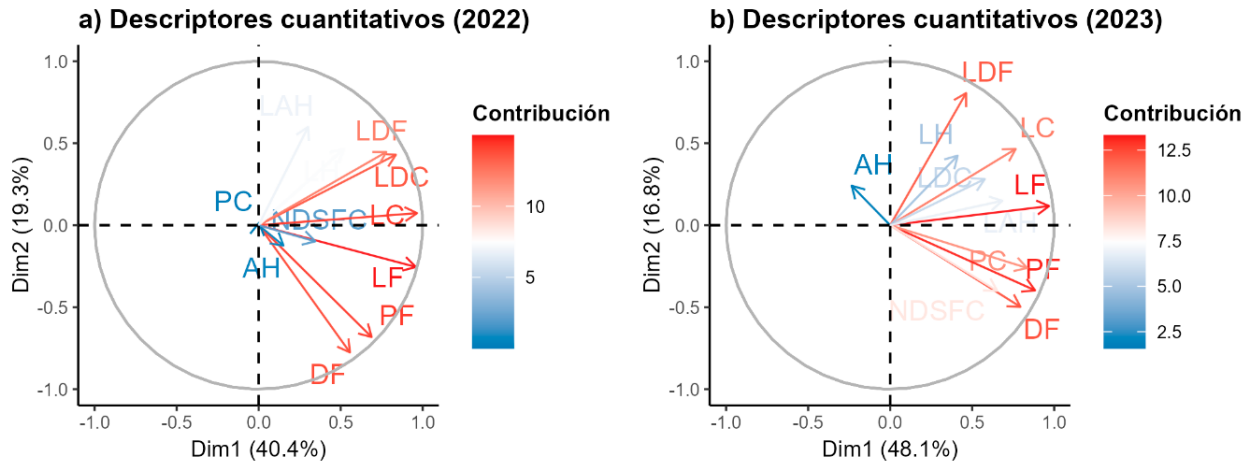 a) Descriptores cuantitativos (2022)
1.0
0.5
0.0
-0.5
-1.0
Dim2 (19.3%)
-1.0
-0.5
0.0
0.5
1.0
Dim1 (40.4%)
LAH
LDF
LDC
PC
NDSFC
LC
AH
LF
PF
DF
Contribución
10
5
b) Descriptores cuantitativos (2023)
1.0
0.5
0.0
-0.5
-1.0
Dim2 (16.8%)
-1.0
-0.5
0.0
0.5
1.0
Dim1 (48.1%)
LDF
LH
LC
AH
LDC
LF
LAH
PC
PF
NDSFC
DF
Contribución
12.5
10.0
7.5
5.0
2.5